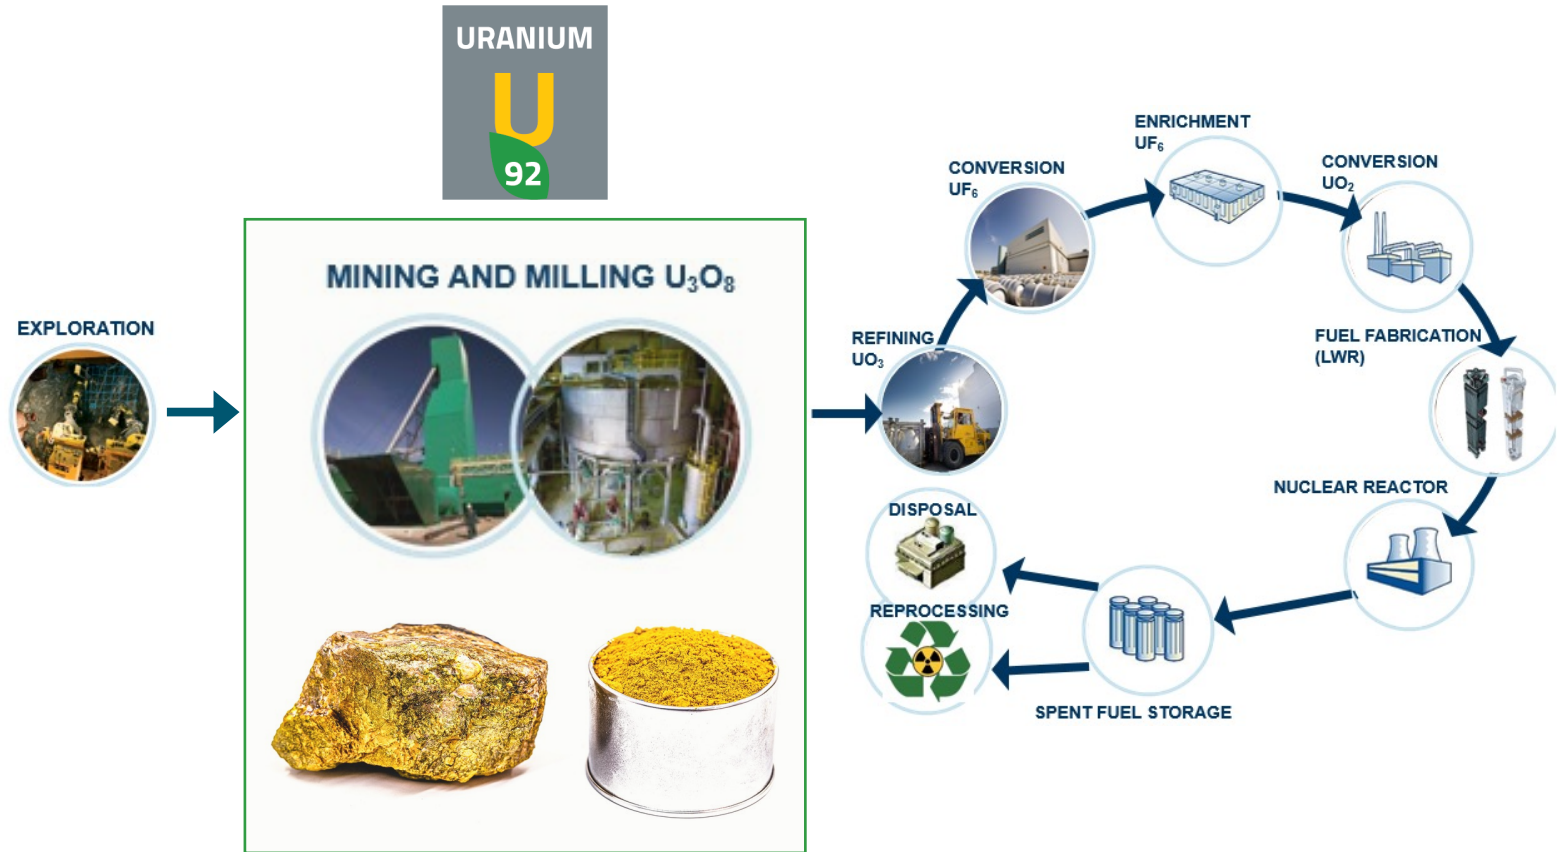 URANIUM
U
92
EXPLORATION
MINING AND MILLING U₃O₈
REFINING
UO₃
CONVERSION
UF₆
ENRICHMENT
UF₆
CONVERSION
UO₂
FUEL FABRICATION
(LWR)
NUCLEAR REACTOR
SPENT FUEL STORAGE
DISPOSAL
REPROCESSING